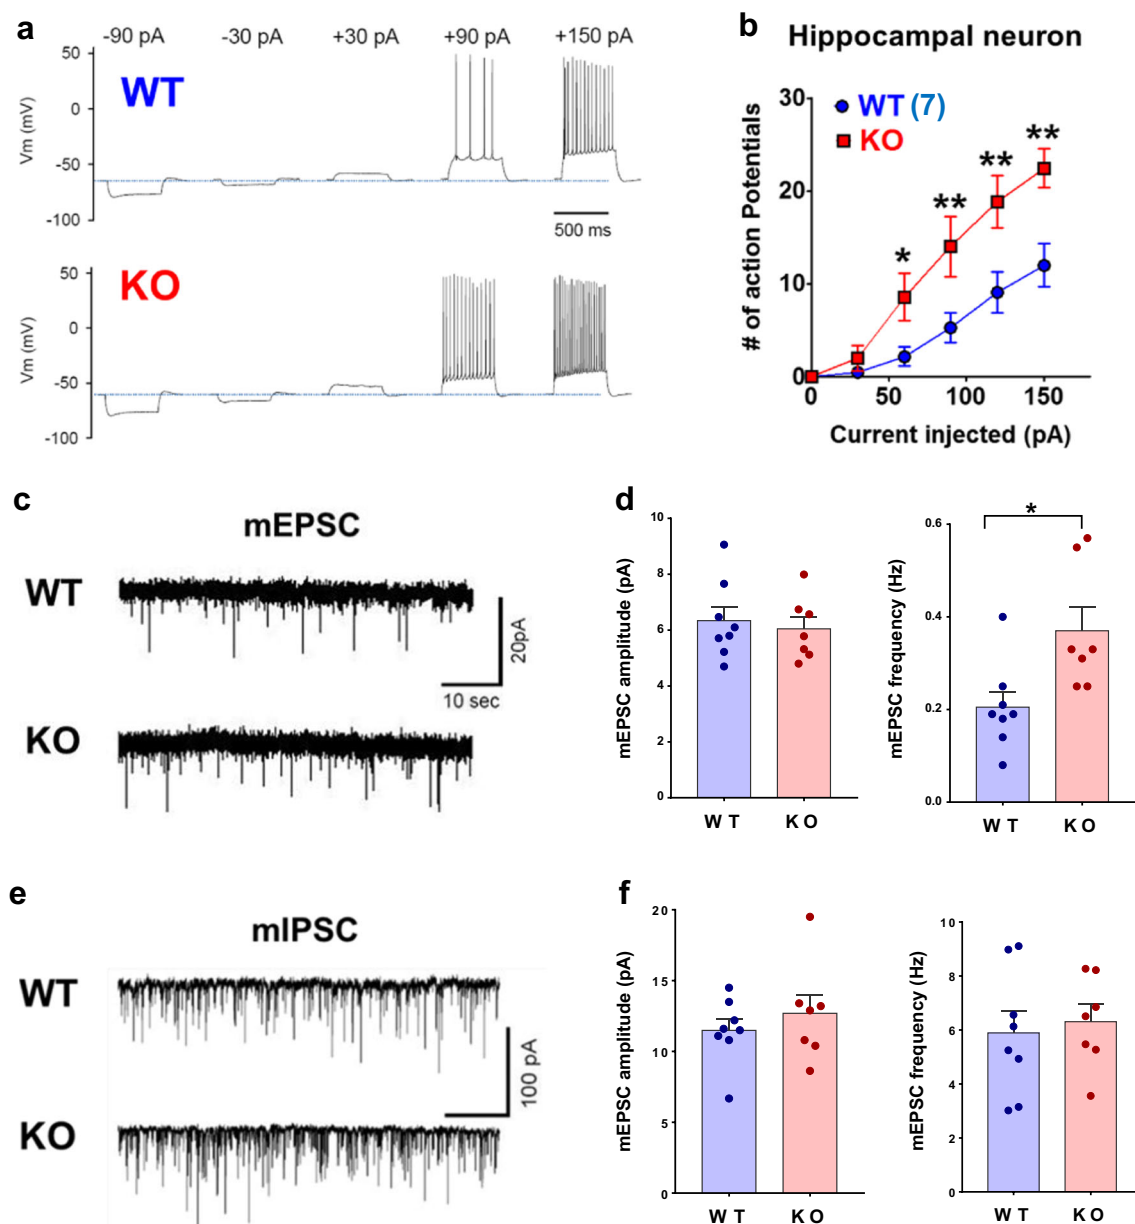 a
-90 pA -30 pA +30 pA +90 pA +150 pA
50
0
-50
-100
Vm (mV)
WT
500 ms
50
0
-50
-100
Vm (mV)
KO
b
Hippocampal neuron
WT (7)
KO
30
20
10
0
# of action Potentials
* ** ** **
0 50 100 150
Current injected (pA)
c
mEPSC
WT
KO
20pA
10 sec
d
10
8
6
4
2
0
mEPSC amplitude (pA)
WT KO
*
0.6
0.4
0.2
0.0
mEPSC frequency (Hz)
WT KO
e
mIPSC
WT
KO
100 pA
f
20
15
10
5
0
mEPSC amplitude (pA)
WT KO
10
8
6
4
2
0
mEPSC frequency (Hz)
WT KO